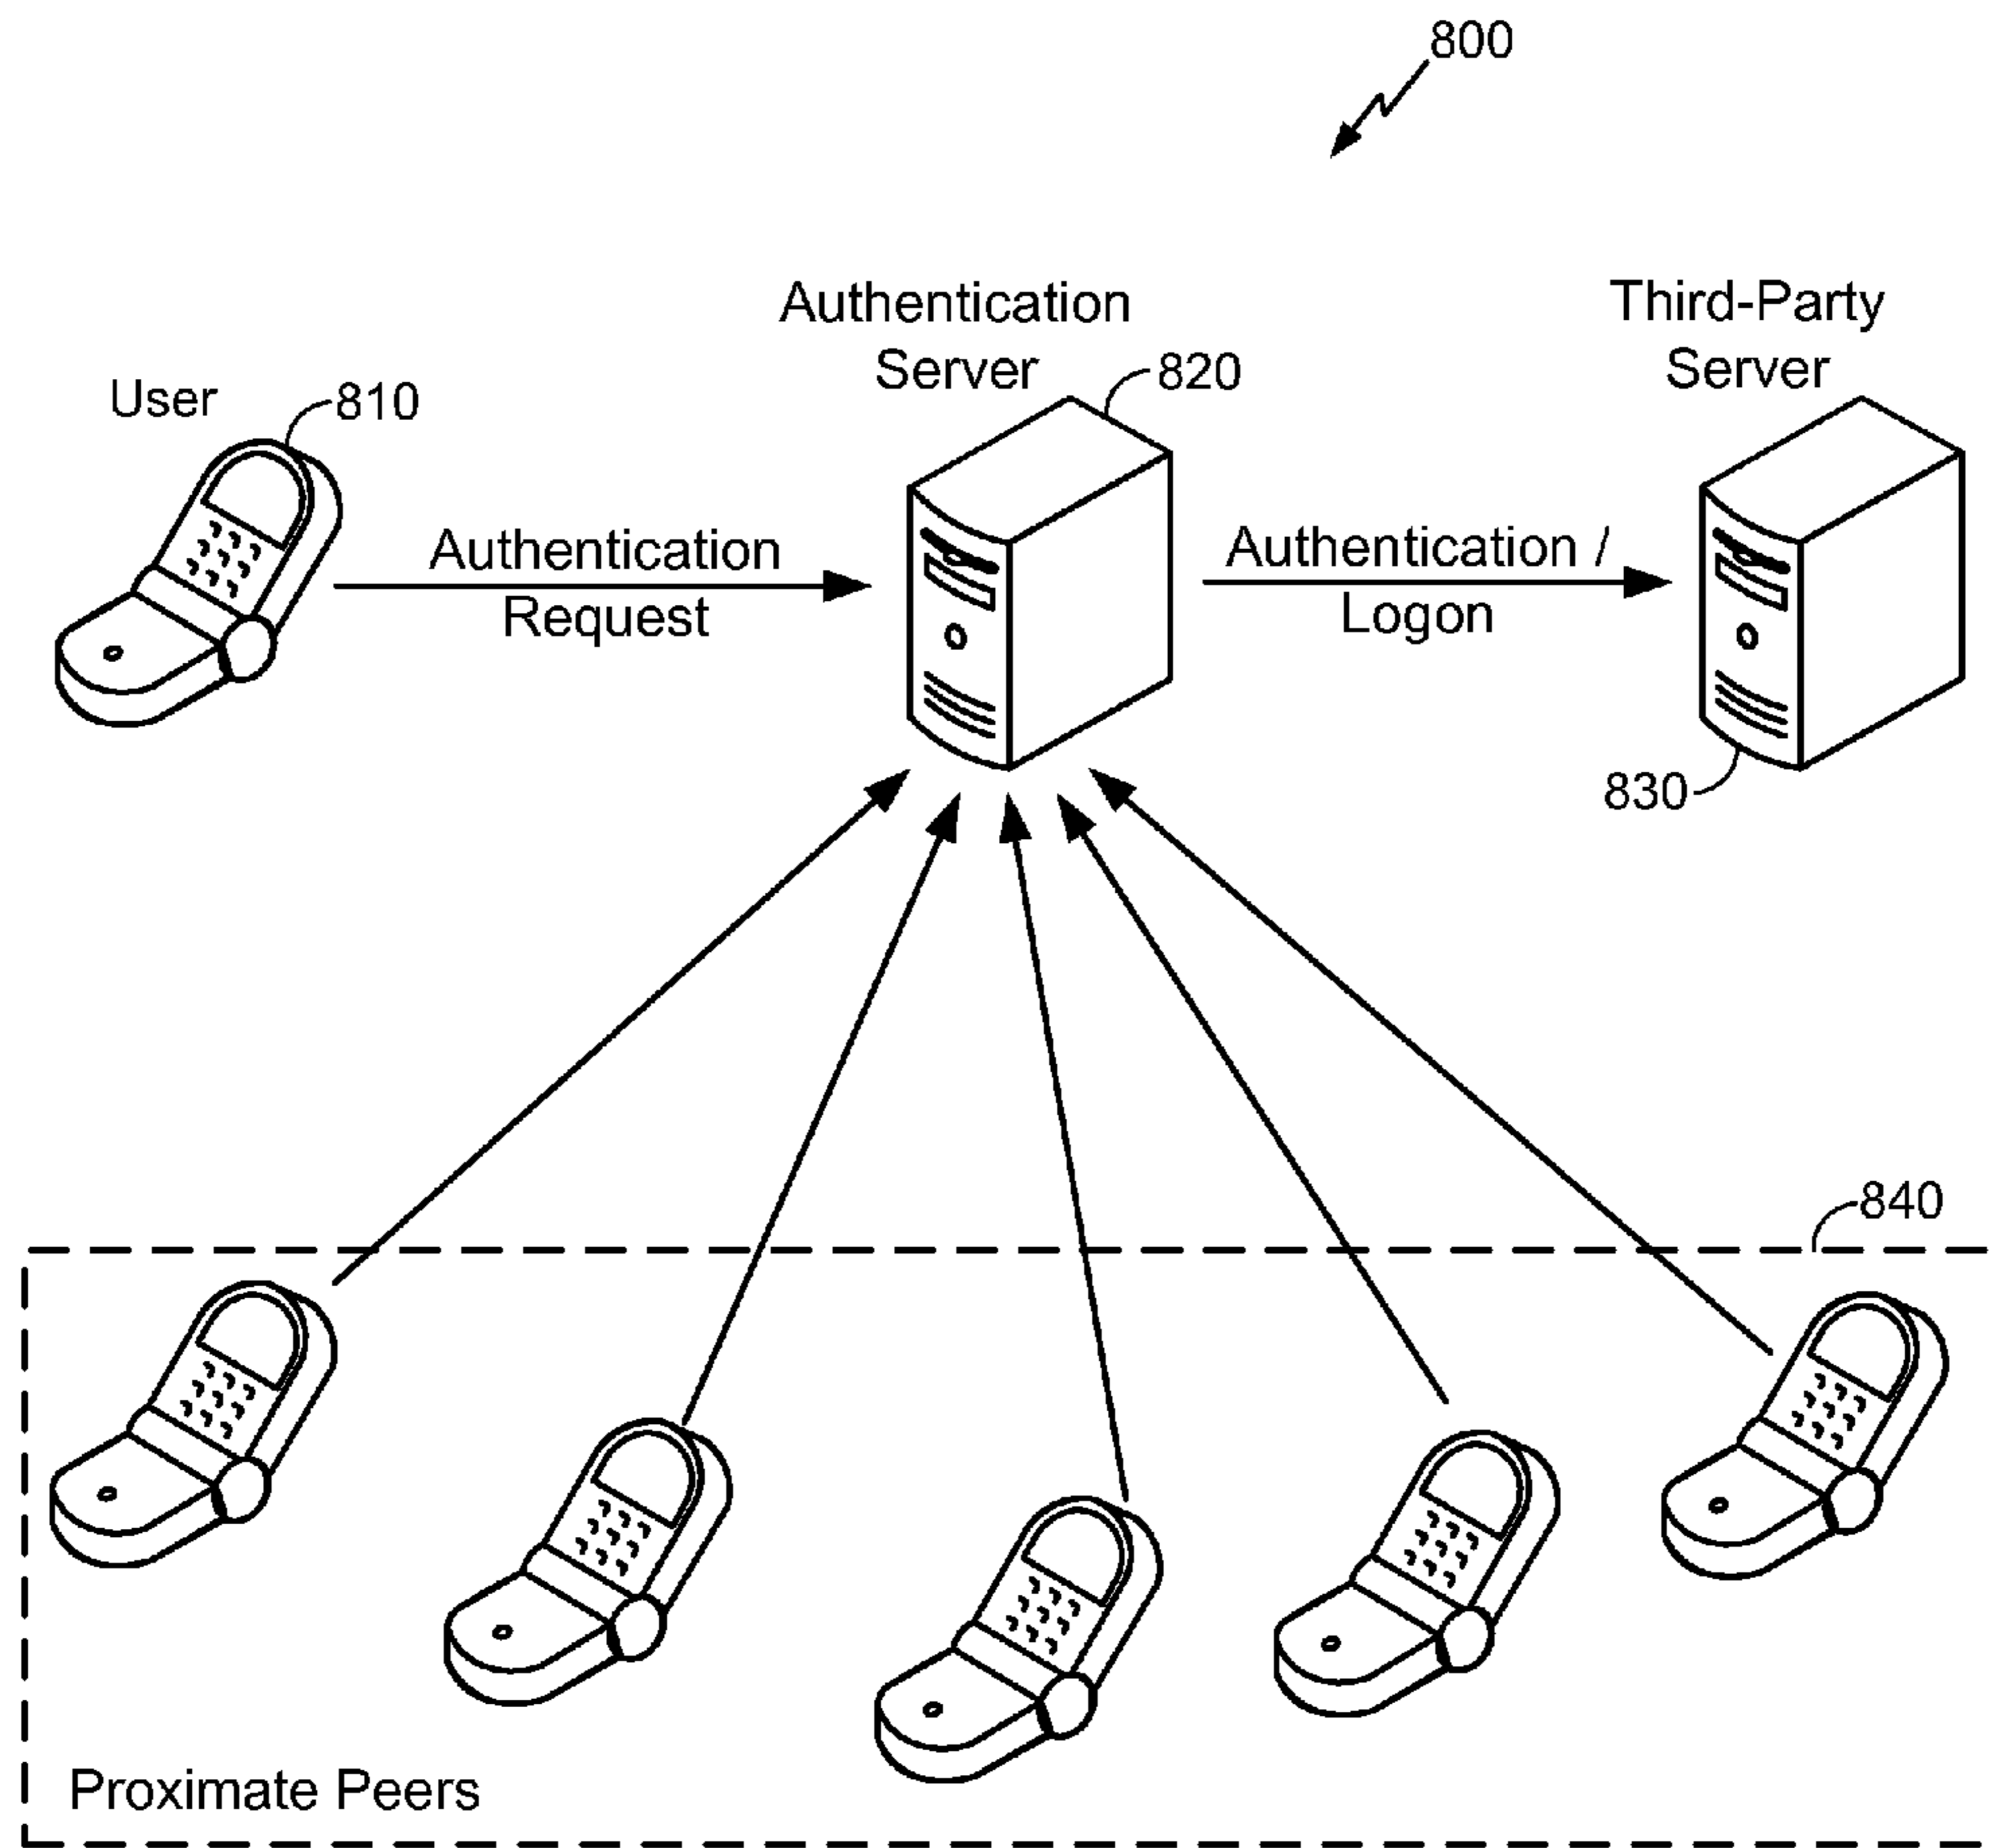 800
Authentication
Server
820
Third-Party
Server
User
810
Authentication
Request
Authentication /
Logon
830
840
Proximate Peers